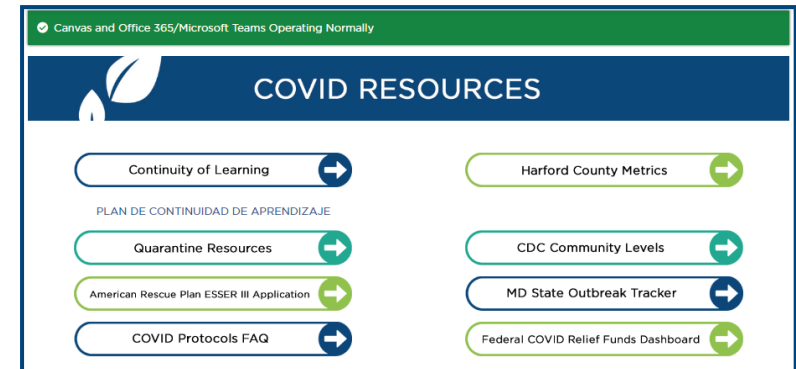 Canvas and Office 365/Microsoft Teams Operating Normally
COVID RESOURCES
Continuity of Learning
Harford County Metrics
PLAN DE CONTINUIDAD DE APRENDIZAJE
Quarantine Resources
CDC Community Levels
American Rescue Plan ESSER III Application
MD State Outbreak Tracker
COVID Protocols FAQ
Federal COVID Relief Funds Dashboard